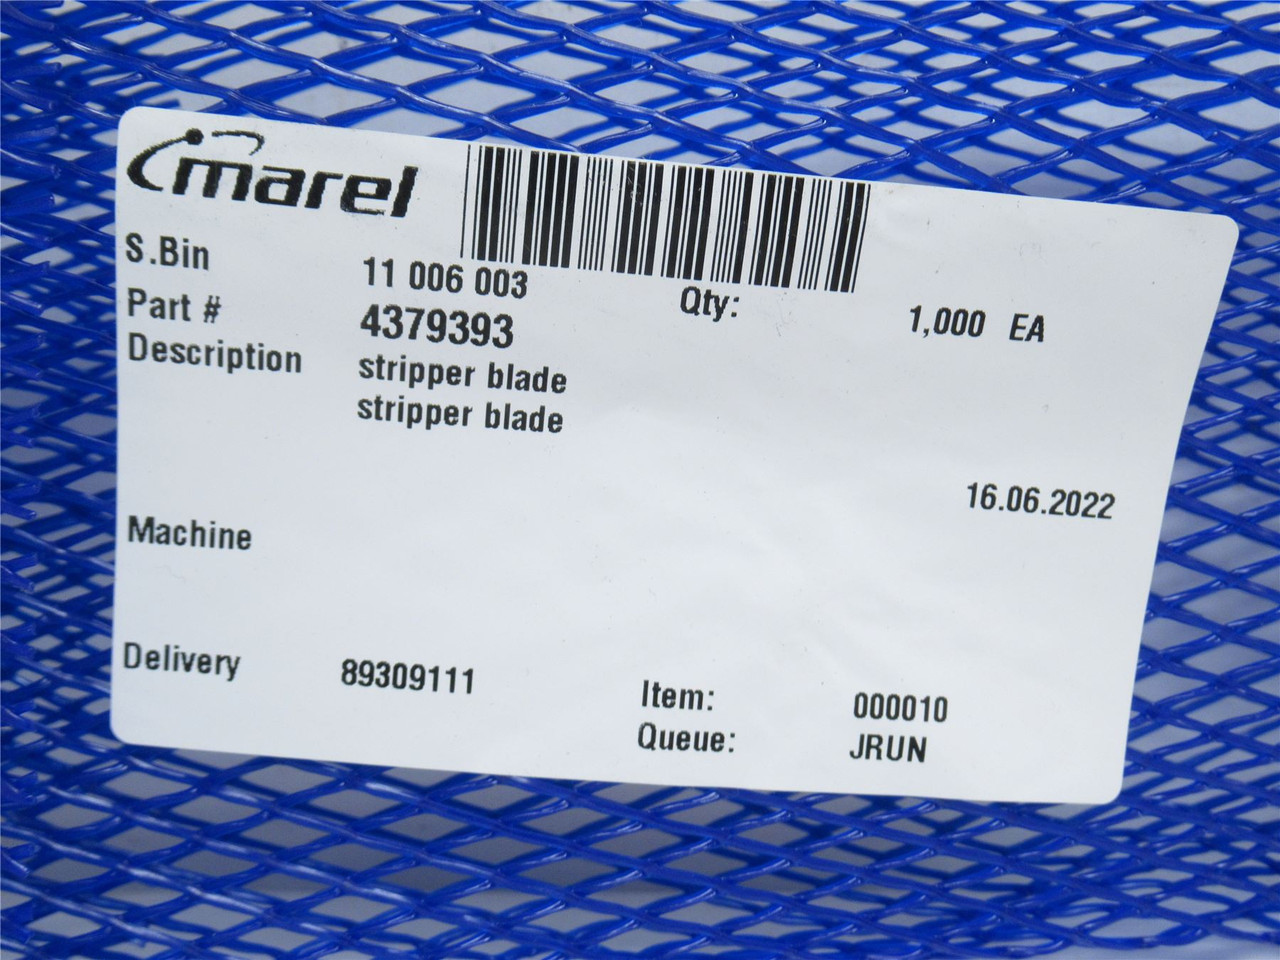 marel
S.Bin 11 006 003 Qty: 1,000 EA
Part # 4379393
Description stripper blade
stripper blade
16.06.2022
Machine
Delivery 89309111 Item: 000010
Queue: JRUN